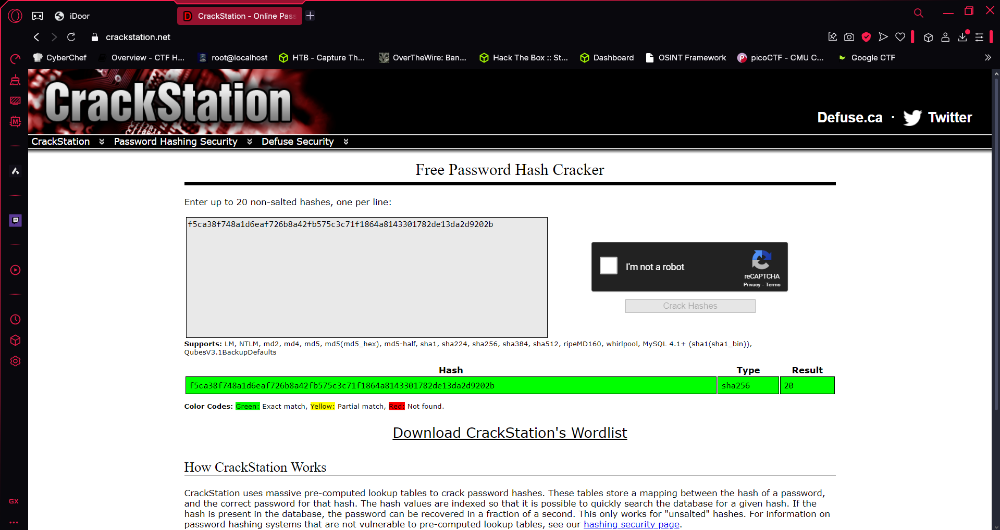 iDoor
CrackStation - Online Pass
crackstation.net
CyberChef
Overview - CTF H...
root@localhost
HTB - Capture Th...
OverTheWire: Ban...
Hack The Box :: St...
Dashboard
OSINT Framework
picoCTF - CMU C...
Google CTF
CrackStation
Defuse.ca · Twitter
CrackStation Password Hashing Security Defuse Security
Free Password Hash Cracker
Enter up to 20 non-salted hashes, one per line:
f5ca38f748a1d6eaf726b8a42fb575c3c71f1864a8143301782de13da2d9202b
I'm not a robot
reCAPTCHA
Privacy - Terms
Crack Hashes
Supports: LM, NTLM, md2, md4, md5, md5(md5_hex), md5-half, sha1, sha224, sha256, sha384, sha512, ripeMD160, whirlpool, MySQL 4.1+ (sha1(sha1_bin)),
QubesV3.1BackupDefaults
Hash Type Result
f5ca38f748a1d6eaf726b8a42fb575c3c71f1864a8143301782de13da2d9202b sha256 20
Color Codes: Green: Exact match, Yellow: Partial match, Red: Not found.
Download CrackStation's Wordlist
How CrackStation Works
CrackStation uses massive pre-computed lookup tables to crack password hashes. These tables store a mapping between the hash of a password,
and the correct password for that hash. The hash values are indexed so that it is possible to quickly search the database for a given hash. If the
hash is present in the database, the password can be recovered in a fraction of a second. This only works for "unsalted" hashes. For information on
password hashing systems that are not vulnerable to pre-computed lookup tables, see our hashing security page.
M
GX